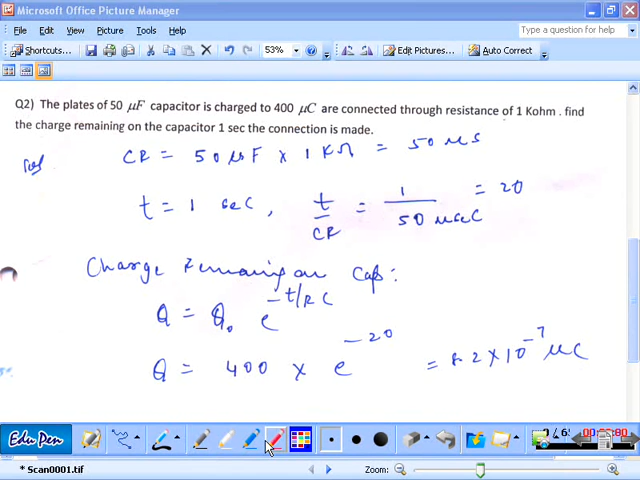 Microsoft Office Picture Manager
File Edit View Picture Tools Help
Type a question for help
Shortcuts... 53% Edit Pictures... Auto Correct
Q2) The plates of 50 μF capacitor is charged to 400 μC are connected through resistance of 1 Kohm . find
the charge remaining on the capacitor 1 sec the connection is made.
Sol
CR = 50 μF × 1 KΩ = 50 ms
t = 1 sec, t/CR = 1/50 msec = 20
Charge Remaining on Cap:
Q = Q₀ e^-t/RC
Q = 400 × e^-20 = 8.2 × 10^-7 μC
Edu Pen
* Scan0001.tif Zoom: